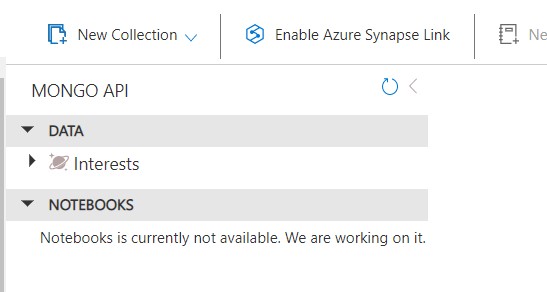 New Collection
Enable Azure Synapse Link
Ne
MONGO API
DATA
Interests
NOTEBOOKS
Notebooks is currently not available. We are working on it.